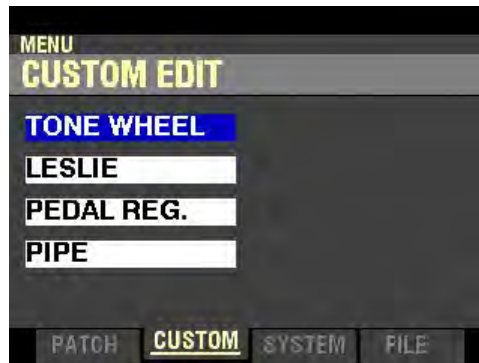 MENU
CUSTOM EDIT
TONE WHEEL
LESLIE
PEDAL REG.
PIPE
PATCH CUSTOM SYSTEM FILE